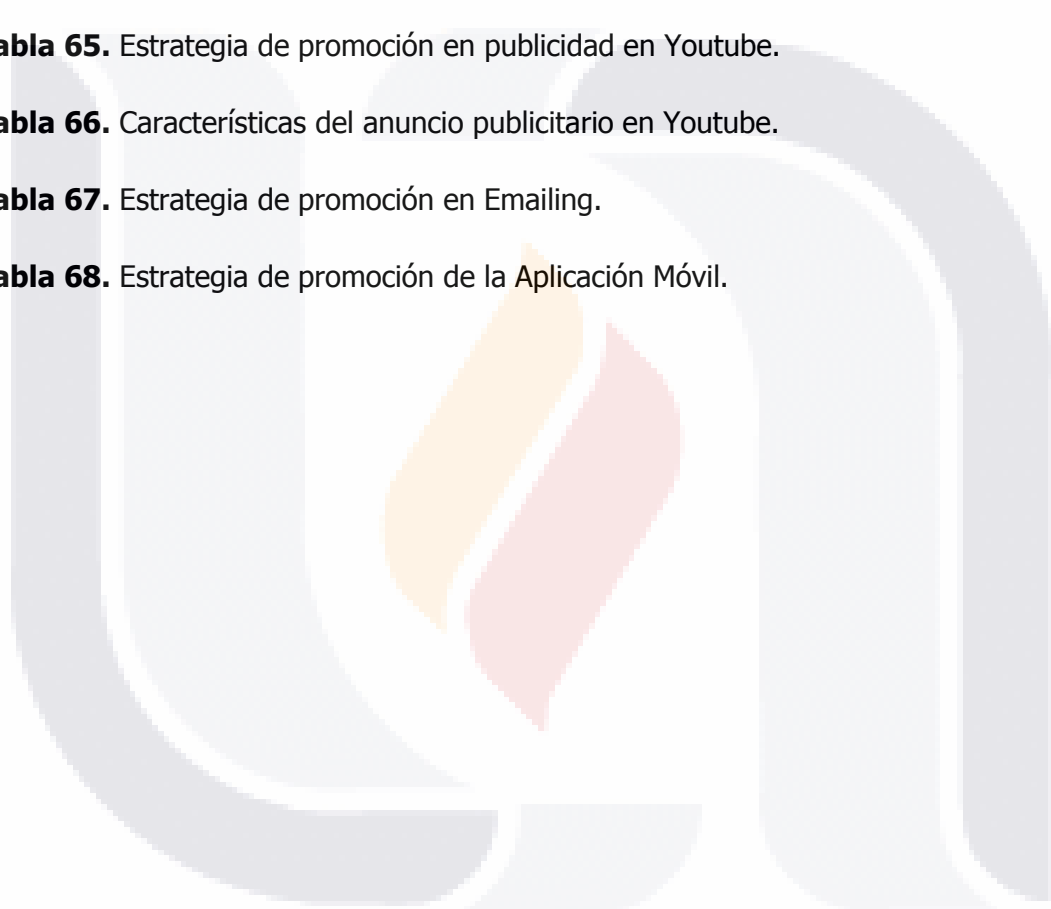 abla 65. Estrategia de promoción en publicidad en Youtube.
abla 66. Características del anuncio publicitario en Youtube.
abla 67. Estrategia de promoción en Emailing.
abla 68. Estrategia de promoción de la Aplicación Móvil.